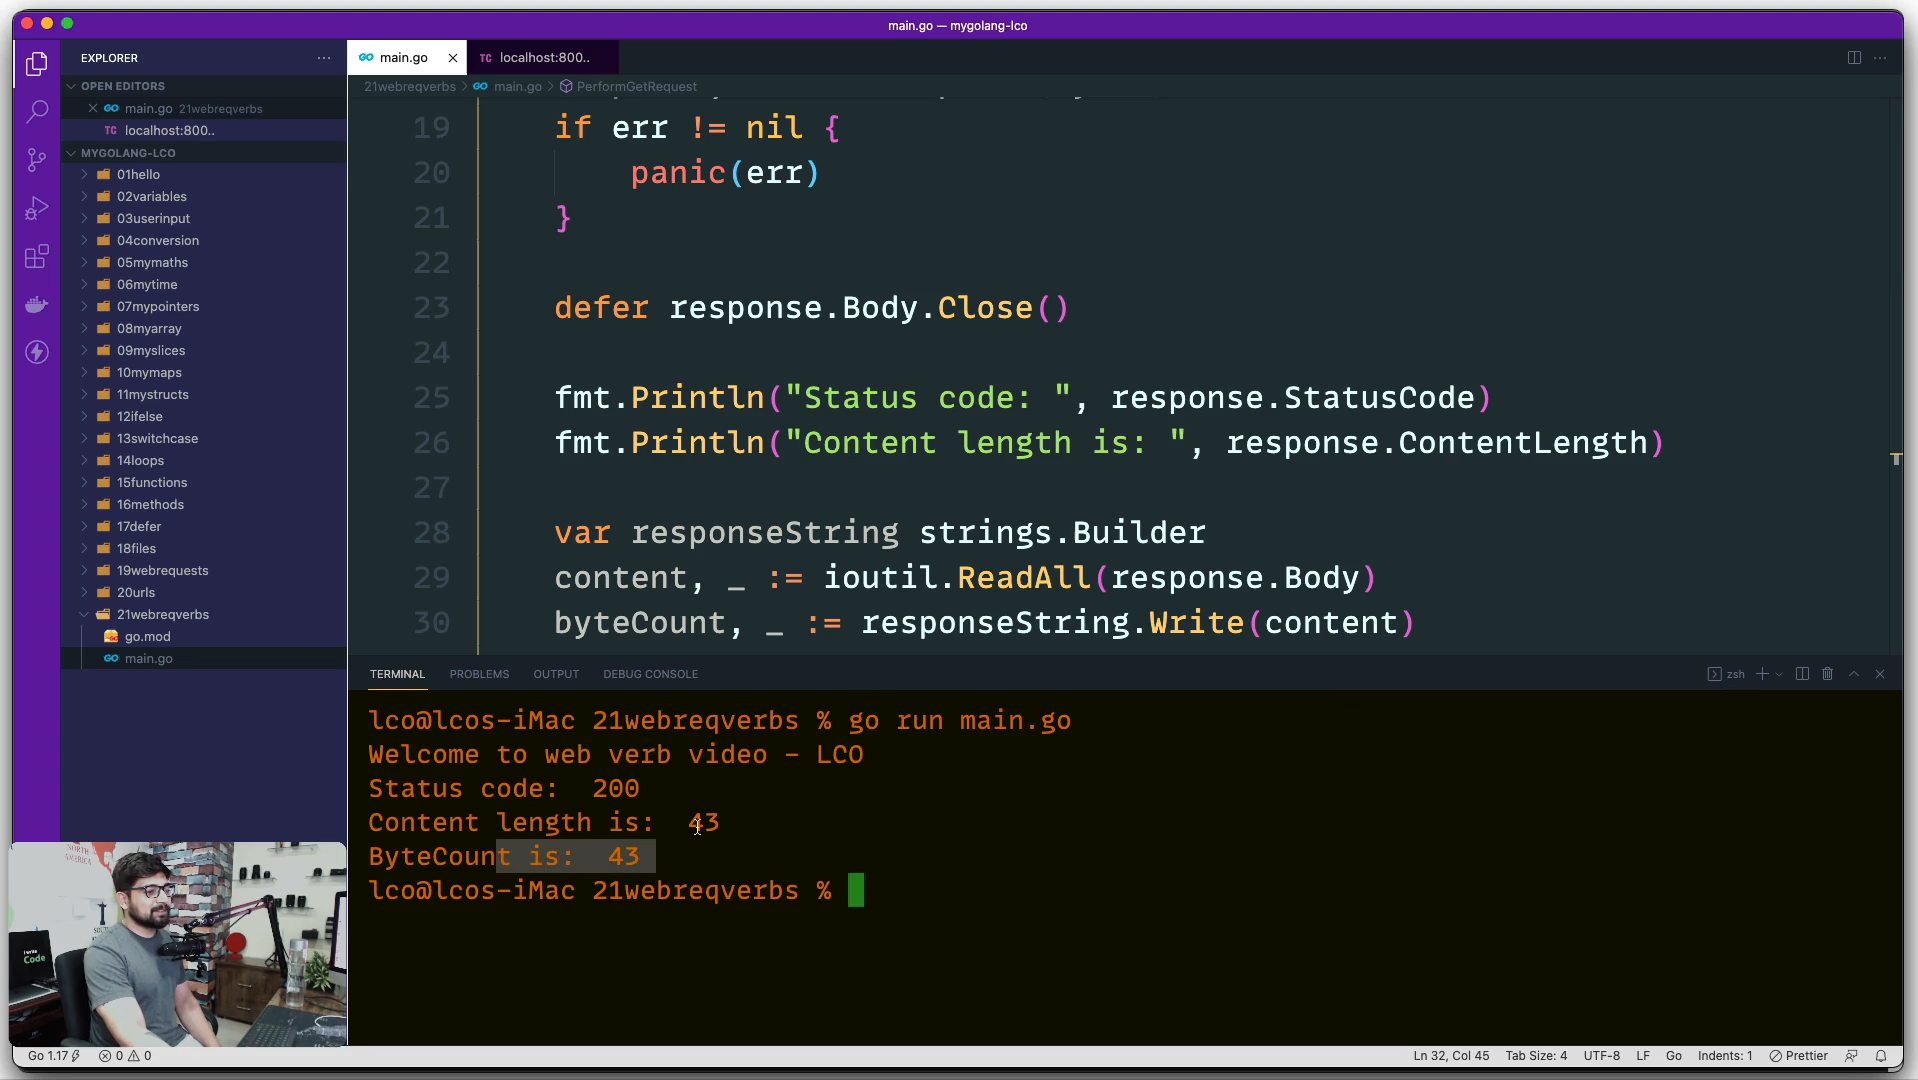 main.go — mygolang-lco
EXPLORER
main.go
TC localhost:800..
OPEN EDITORS
main.go 21webreqverbs
TC localhost:800..
MYGOLANG-LCO
01hello
02variables
03userinput
04conversion
05mymaths
06mytime
07mypointers
08myarray
09myslices
10mymaps
11mystructs
12ifelse
13switchcase
14loops
15functions
16methods
17defer
18files
19webrequests
20urls
21webreqverbs
go.mod
main.go
21webreqverbs > main.go > PerformGetRequest
19 if err != nil {
20 panic(err)
21 }
22
23 defer response.Body.Close()
24
25 fmt.Println("Status code: ", response.StatusCode)
26 fmt.Println("Content length is: ", response.ContentLength)
27
28 var responseString strings.Builder
29 content, _ := ioutil.ReadAll(response.Body)
30 byteCount, _ := responseString.Write(content)
TERMINAL PROBLEMS OUTPUT DEBUG CONSOLE
zsh
lco@lcos-iMac 21webreqverbs % go run main.go
Welcome to web verb video - LCO
Status code:  200
Content length is:  43
ByteCount is:  43
lco@lcos-iMac 21webreqverbs %
NORTH AMERICA
I write Code
Go 1.17 0 0
Ln 32, Col 45 Tab Size: 4 UTF-8 LF Go Indents: 1 Prettier